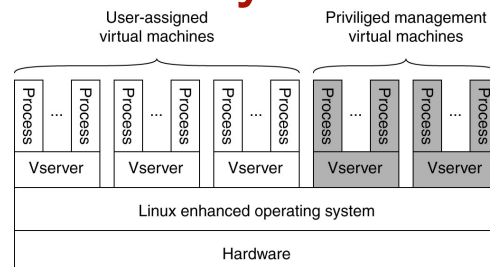 User-assigned
virtual machines
Priviliged management
virtual machines
Process ... Process Process ... Process Process ... Process Process ... Process Process ... Process
Vserver Vserver Vserver Vserver Vserver
Linux enhanced operating system
Hardware